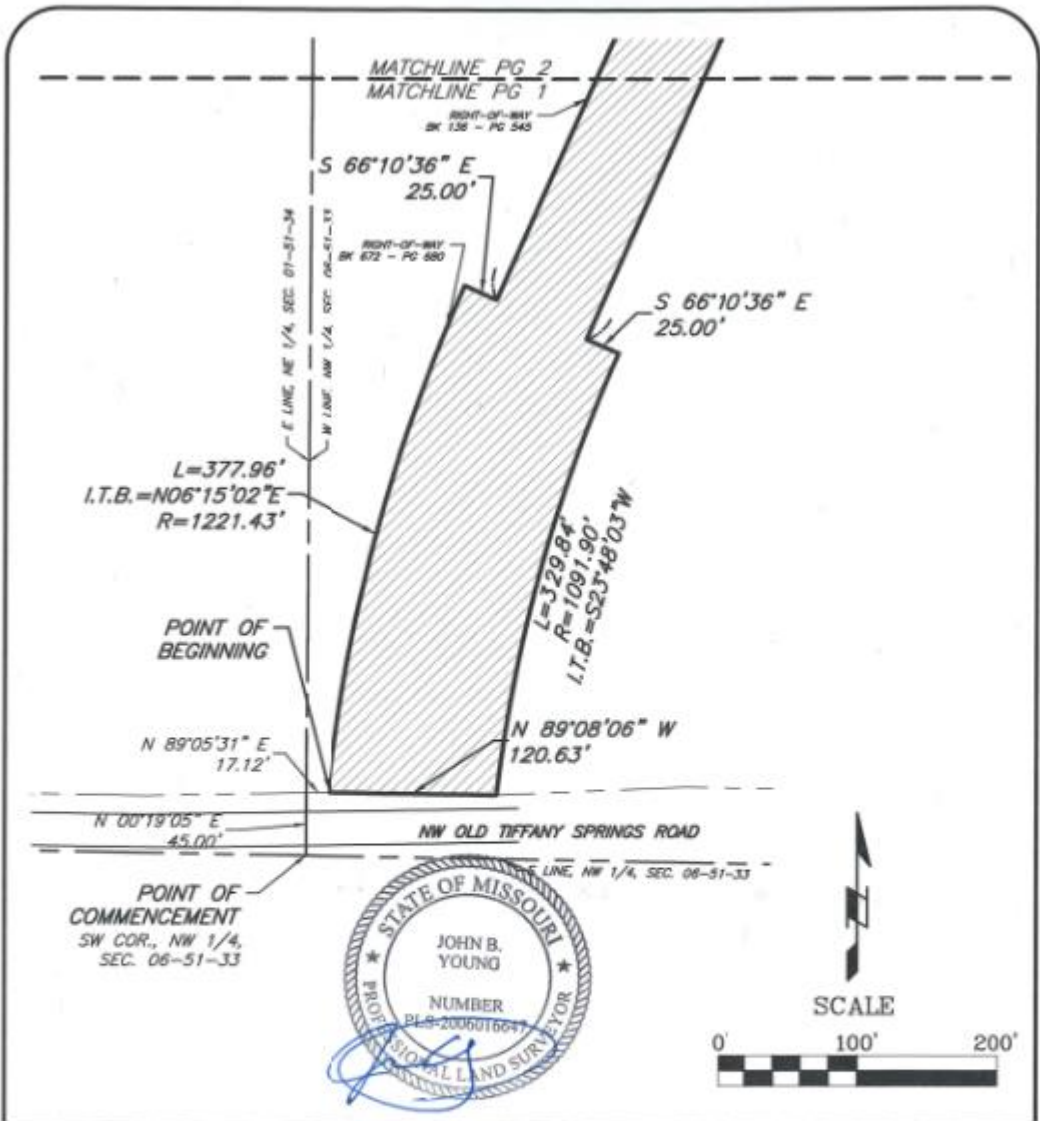 MATCHLINE PG 2
MATCHLINE PG 1
RIGHT-OF-WAY
BK 136 - PG 545
S 66°10'36" E
25.00'
E LINE, NE 1/4, SEC. 01-51-34
W LINE, NW 1/4, SEC. 06-51-33
RIGHT-OF-WAY
BK 672 - PG 680
S 66°10'36" E
25.00'
L=377.96'
I.T.B.=N06°15'02"E
R=1221.43'
L=329.84'
R=1091.90'
I.T.B.=S23°48'03"W
POINT OF
BEGINNING
N 89°08'06" W
120.63'
N 89°05'31" E
17.12'
N 00°19'05" E
45.00'
NW OLD TIFFANY SPRINGS ROAD
LINE, NW 1/4, SEC. 06-51-33
POINT OF
COMMENCEMENT
SW COR., NW 1/4,
SEC. 06-51-33
STATE OF MISSOURI
JOHN B.
YOUNG
NUMBER
PLS-2006016647
PROFESSIONAL LAND SURVEYOR
SCALE
0' 100' 200'